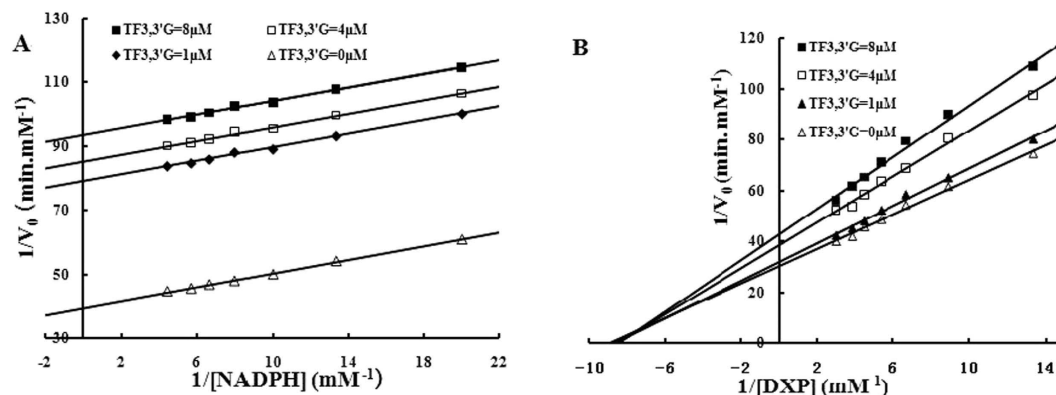 A
■ TF3,3'G=8μM □ TF3,3'G=4μM
◆ TF3,3'G=1μM △ TF3,3'G=0μM
130
110
90
70
50
30
-2 2 6 10 14 18 22
1/V0 (min.mM-1)
1/[NADPH] (mM-1)
B
■ TF3,3'G=8μM
□ TF3,3'G=4μM
▲ TF3,3'G=1μM
△ TF3,3'G=0μM
120
100
80
60
40
20
0
-10 -6 -2 2 6 10 14
1/V0 (min.mM-1)
1/[DXP] (mM-1)